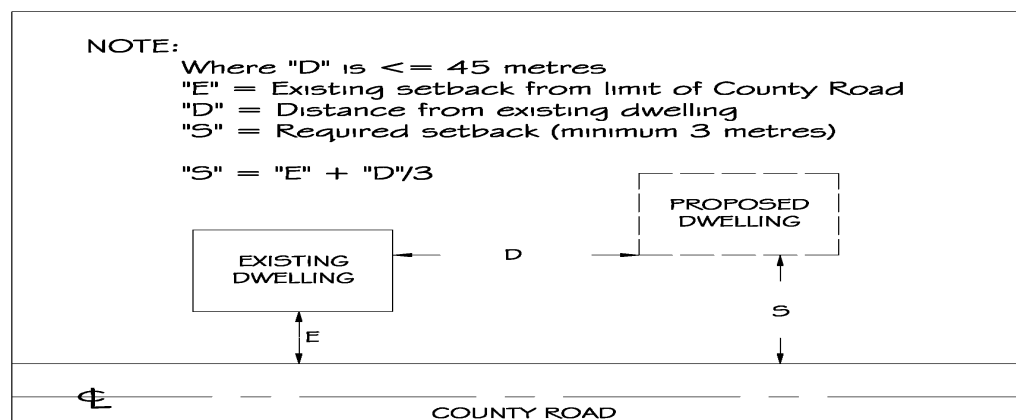 NOTE:
Where "D" is <= 45 metres
"E" = Existing setback from limit of County Road
"D" = Distance from existing dwelling
"S" = Required setback (minimum 3 metres)
"S" = "E" + "D"/3
PROPOSED
DWELLING
EXISTING
DWELLING
D
S
E
℄
COUNTY ROAD